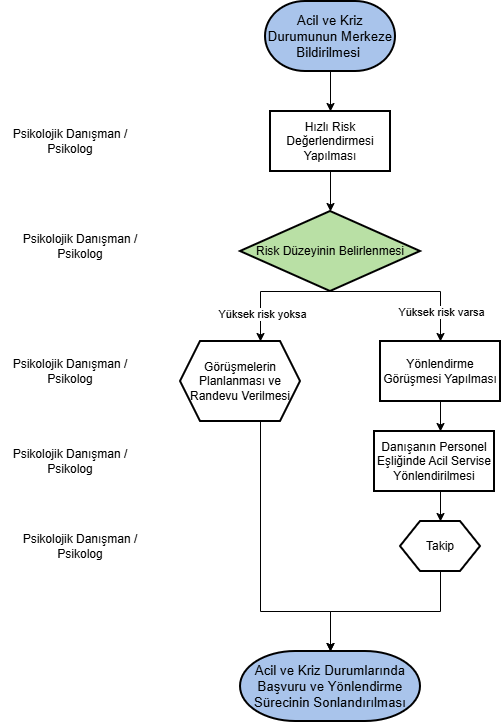 Acil ve Kriz
Durumunun Merkeze
Bildirilmesi
Psikolojik Danışman /
Psikolog
Hızlı Risk
Değerlendirmesi
Yapılması
Psikolojik Danışman /
Psikolog
Risk Düzeyinin Belirlenmesi
Yüksek risk yoksa
Yüksek risk varsa
Psikolojik Danışman /
Psikolog
Görüşmelerin
Planlanması ve
Randevu Verilmesi
Yönlendirme
Görüşmesi Yapılması
Psikolojik Danışman /
Psikolog
Danışanın Personel
Eşliğinde Acil Servise
Yönlendirilmesi
Psikolojik Danışman /
Psikolog
Takip
Acil ve Kriz Durumlarında
Başvuru ve Yönlendirme
Sürecinin Sonlandırılması